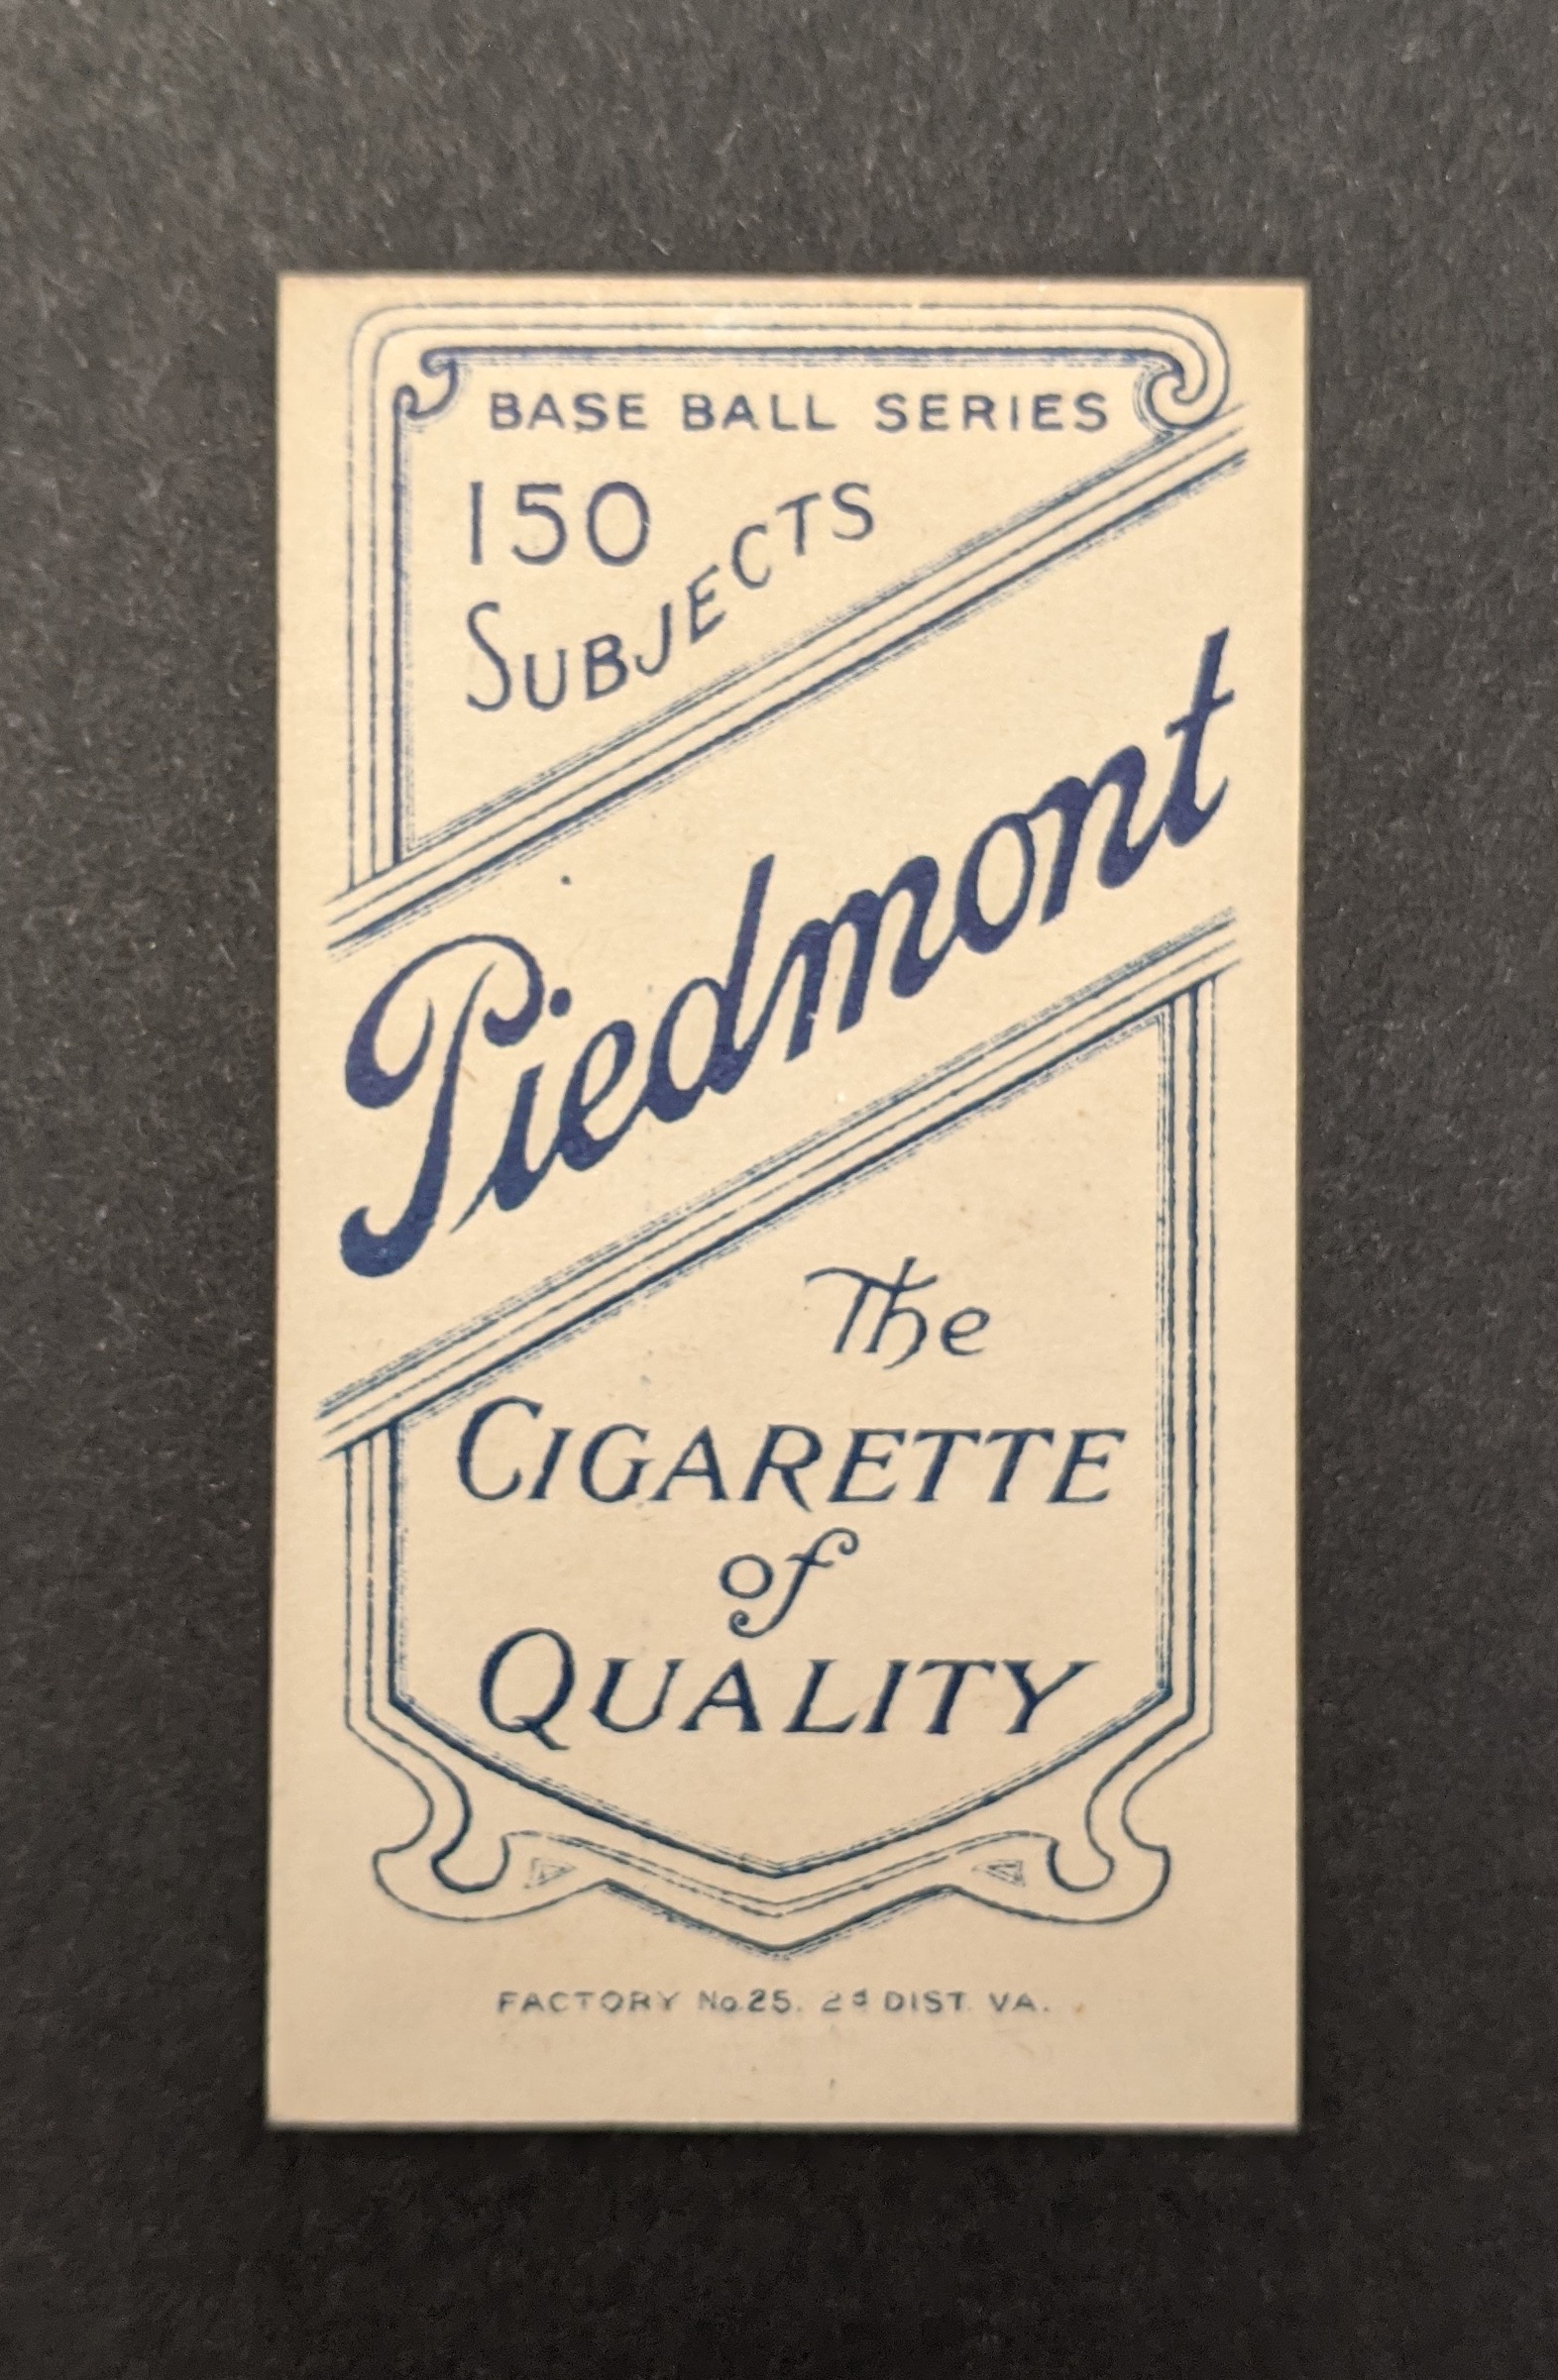 BASE BALL SERIES
150
SUBJECTS
Piedmont
The
CIGARETTE
of
QUALITY
FACTORY No 25. 2d DIST. VA.